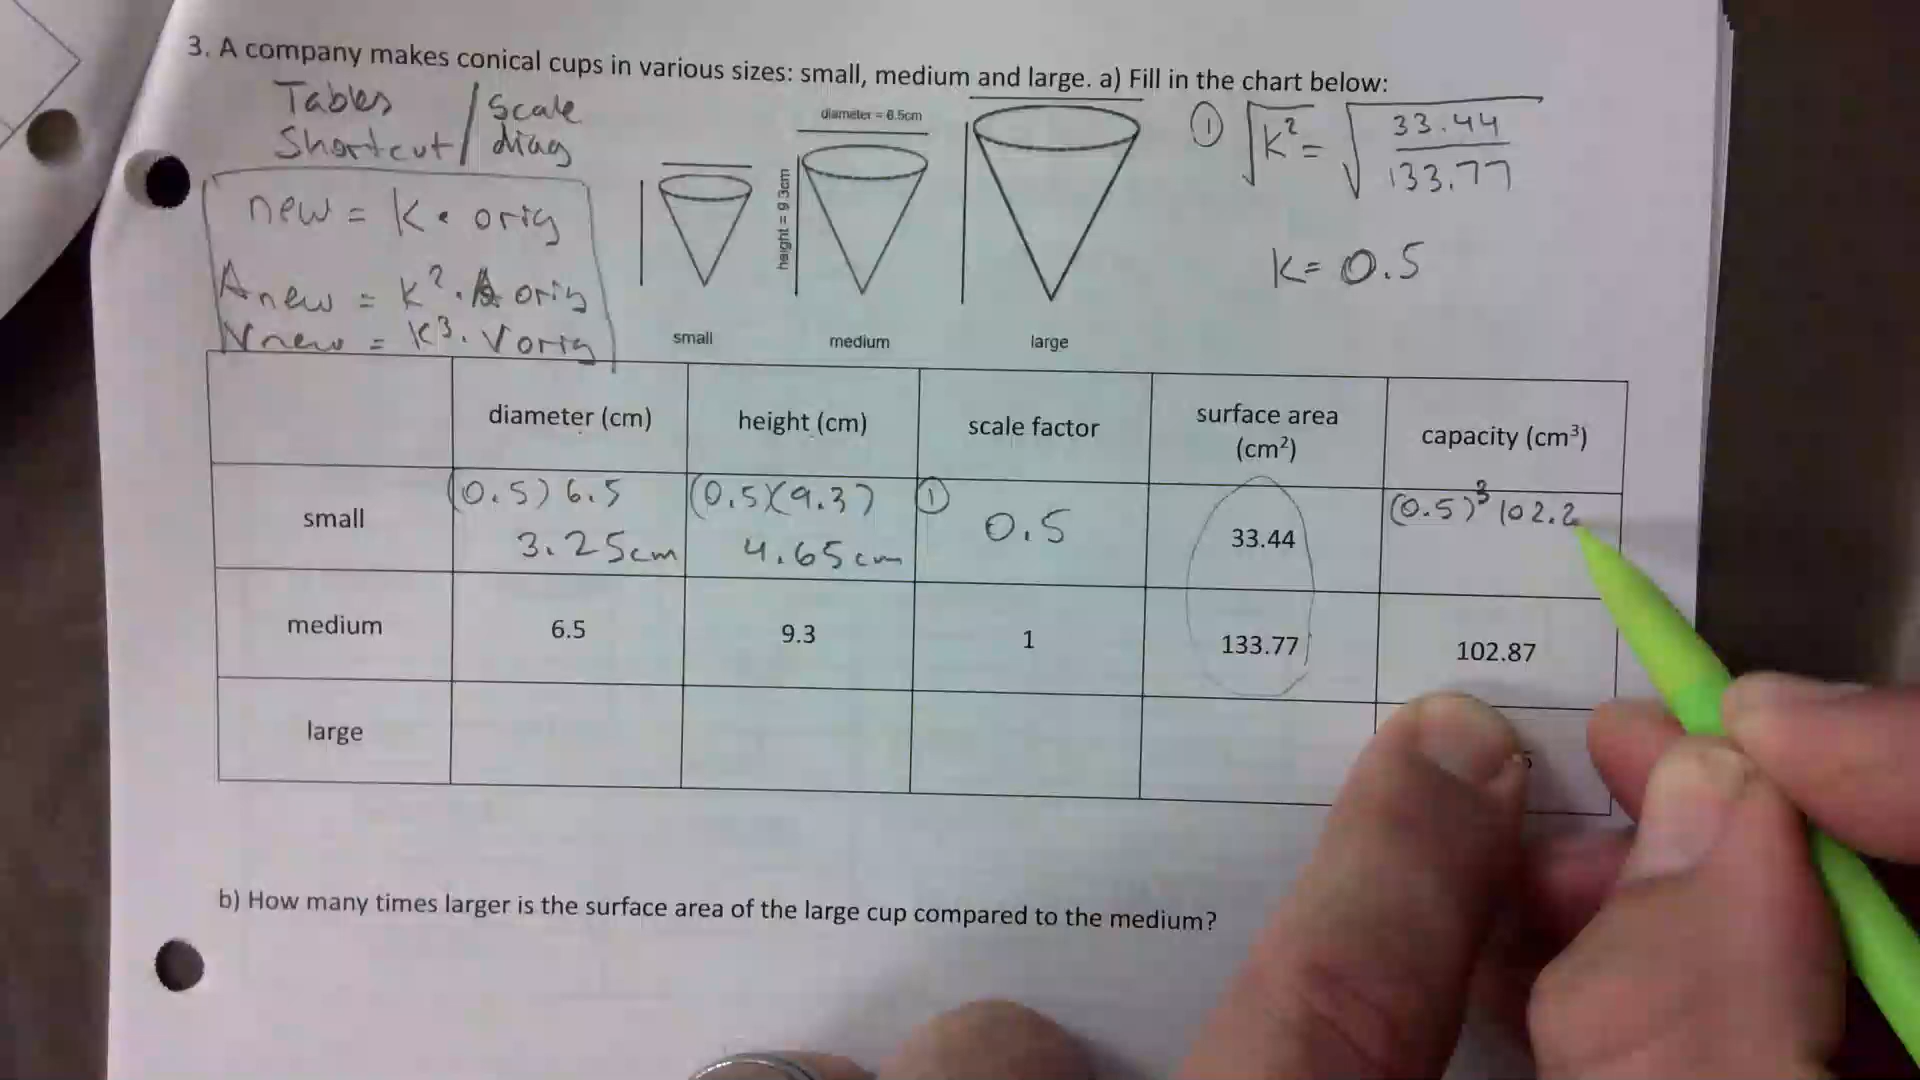 3. A company makes conical cups in various sizes: small, medium and large. a) Fill in the chart below:
Tables / Scale
Shortcut / diag
new = K • orig
Anew = K². A orig
Vnew = K³. V orig
diameter = 6.5cm
height = 9.3cm
small
medium
large
① √K² = √33.44/133.77
K = 0.5
diameter (cm) height (cm) scale factor surface area (cm²) capacity (cm³)
small (0.5) 6.5 3.25cm (0.5)(9.3) 4.65cm ① 0.5 33.44 (0.5)³ 102.2
medium 6.5 9.3 1 133.77 102.87
large
b) How many times larger is the surface area of the large cup compared to the medium?